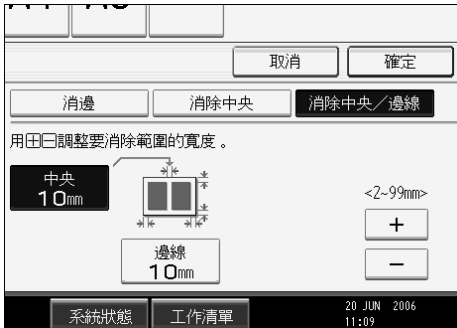 取消 確定
消邊 消除中央 消除中央／邊線
用⊞⊟調整要消除範圍的寬度。
中央
10mm
<2~99mm>
+
邊線
10mm
−
系統狀態 工作清單 20 JUN 2006
11:09